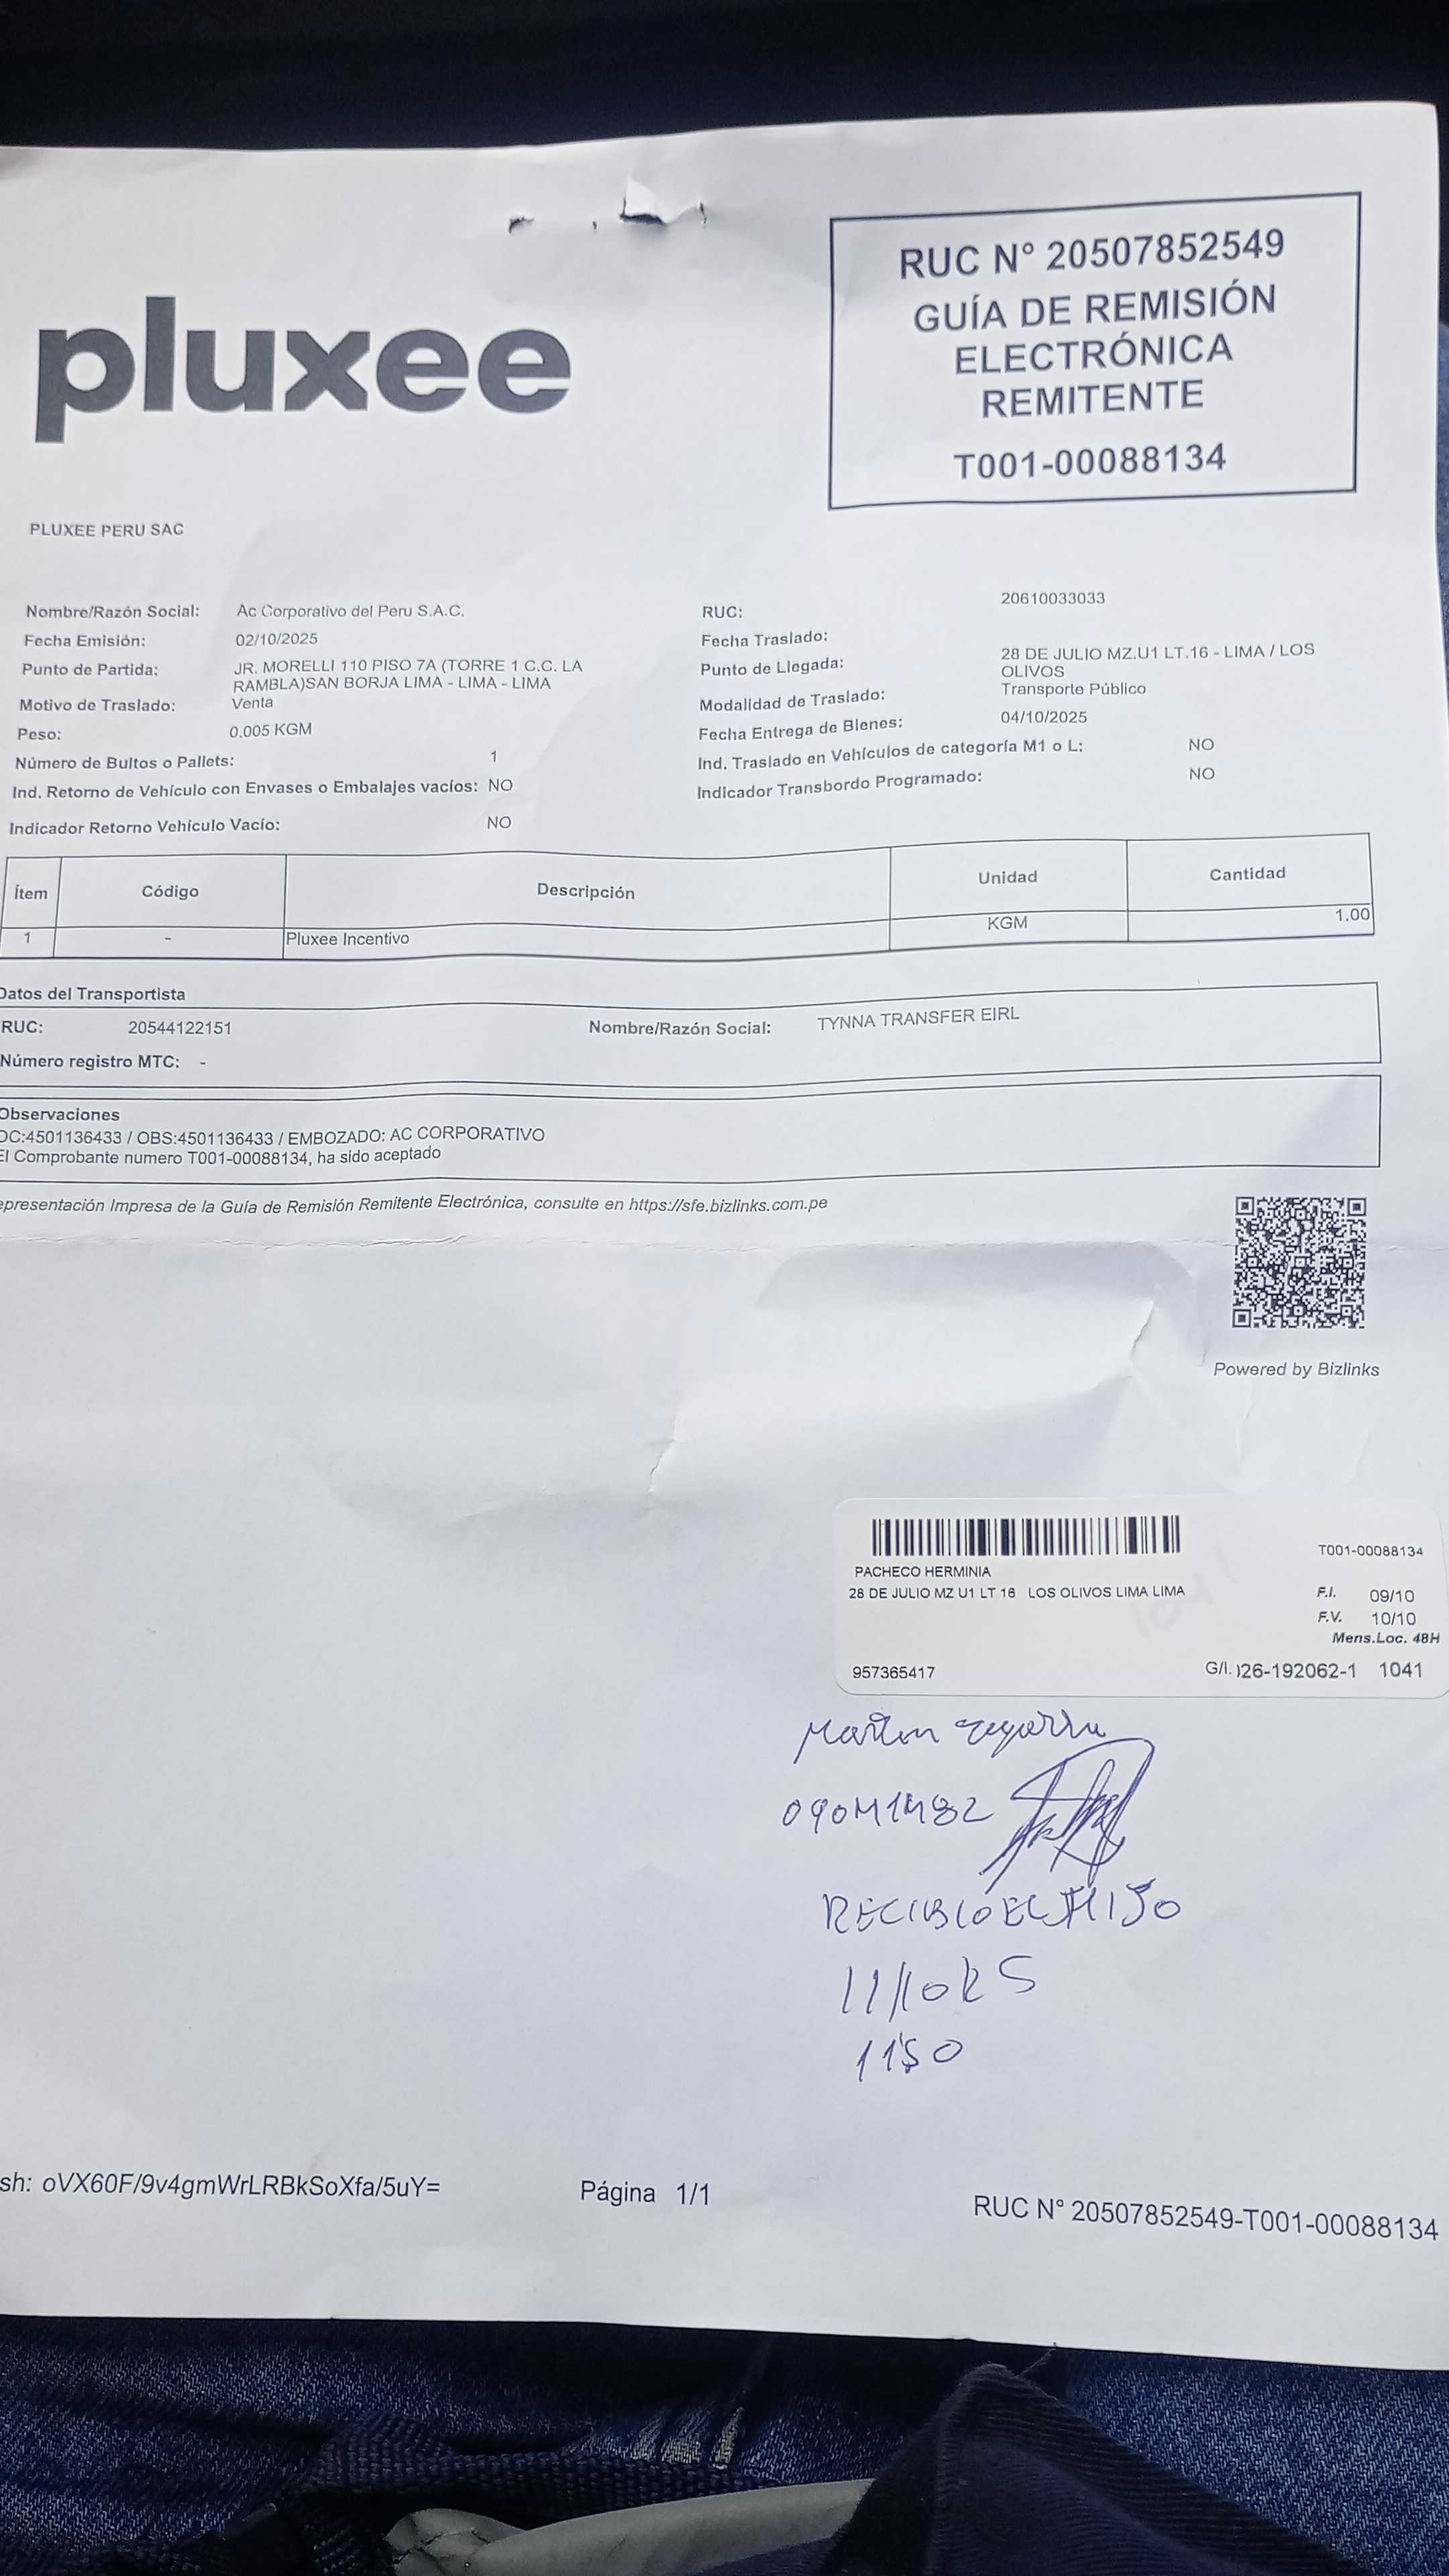 pluxee
RUC N° 20507852549
GUÍA DE REMISIÓN
ELECTRÓNICA
REMITENTE
T001-00088134
PLUXEE PERU SAC
Nombre/Razón Social: Ac Corporativo del Peru S.A.C.
Fecha Emisión: 02/10/2025
Punto de Partida: JR. MORELLI 110 PISO 7A (TORRE 1 C.C. LA
RAMBLA)SAN BORJA LIMA - LIMA - LIMA
Motivo de Traslado: Venta
Peso: 0.005 KGM
Número de Bultos o Pallets: 1
Ind. Retorno de Vehículo con Envases o Embalajes vacíos: NO
Indicador Retorno Vehículo Vacío: NO
RUC: 20610033033
Fecha Traslado:
Punto de Llegada: 28 DE JULIO MZ.U1 LT.16 - LIMA / LOS
OLIVOS
Modalidad de Traslado: Transporte Público
Fecha Entrega de Bienes: 04/10/2025
Ind. Traslado en Vehículos de categoría M1 o L: NO
Indicador Transbordo Programado: NO
Ítem Código Descripción Unidad Cantidad
1 - Pluxee Incentivo KGM 1.00
Datos del Transportista
RUC: 20544122151 Nombre/Razón Social: TYNNA TRANSFER EIRL
Número registro MTC: -
Observaciones
OC:4501136433 / OBS:4501136433 / EMBOZADO: AC CORPORATIVO
El Comprobante numero T001-00088134, ha sido aceptado
epresentación Impresa de la Guía de Remisión Remitente Electrónica, consulte en https://sfe.bizlinks.com.pe
Powered by Bizlinks
T001-00088134
PACHECO HERMINIA
28 DE JULIO MZ U1 LT 16 LOS OLIVOS LIMA LIMA
F.I. 09/10
F.V. 10/10
Mens.Loc. 48H
957365417 G/I. )26-192062-1 1041
Martin
RECIBIO EL HIJO
1150
sh: oVX60F/9v4gmWrLRBkSoXfa/5uY= Página 1/1 RUC N° 20507852549-T001-00088134